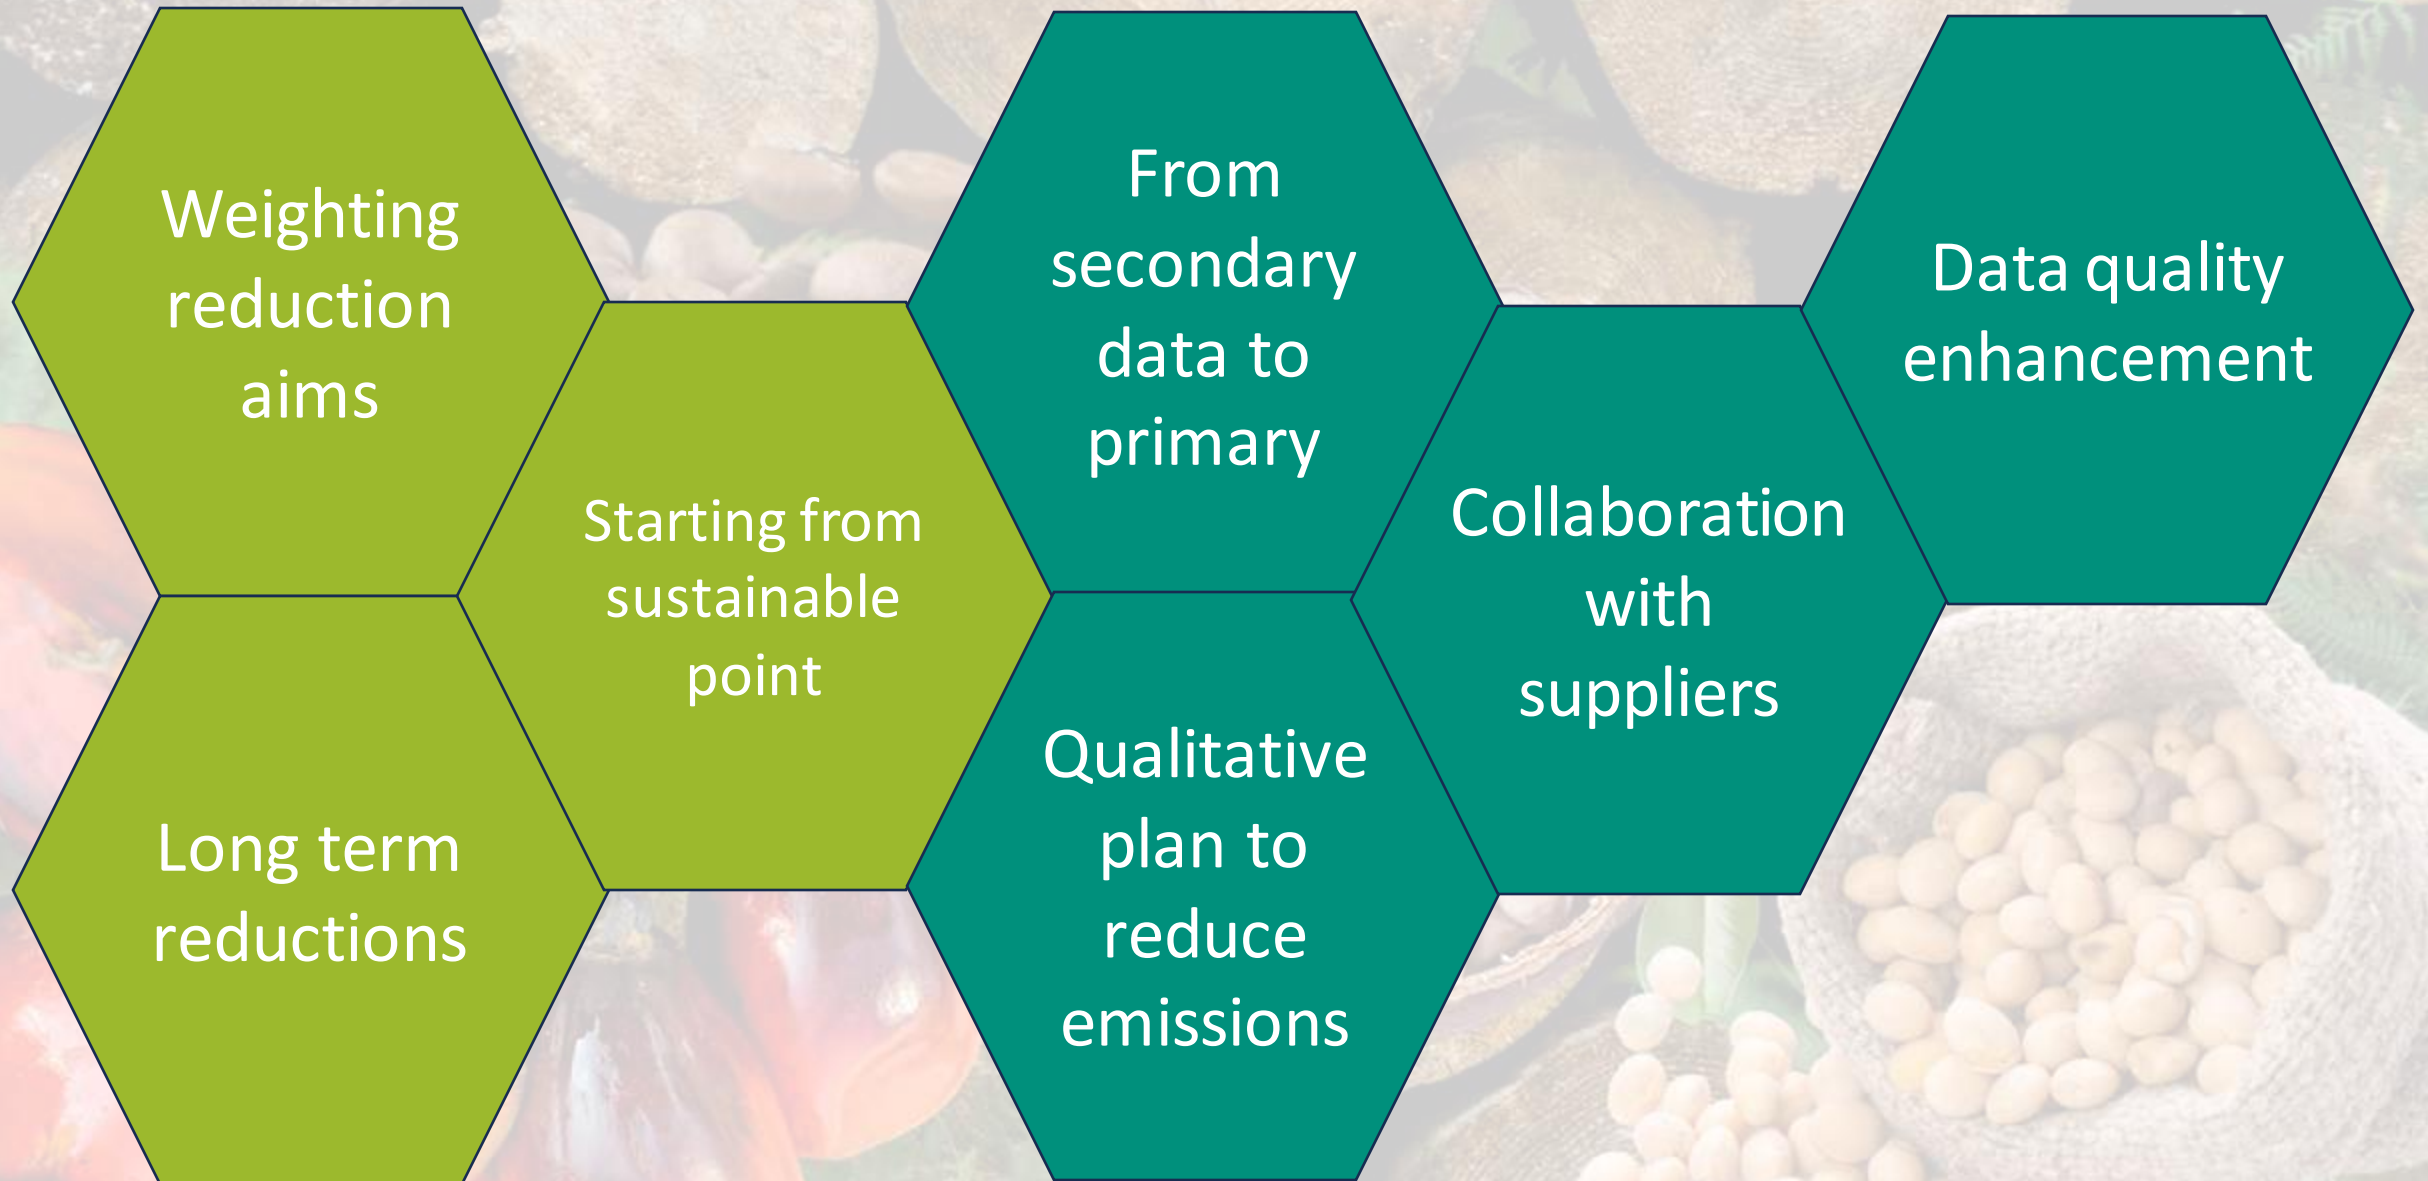 Weighting
reduction
aims
Long term
reductions
Starting from
sustainable
point
From
secondary
data to
primary
Qualitative
plan to
reduce
emissions
Collaboration
with
suppliers
Data quality
enhancement